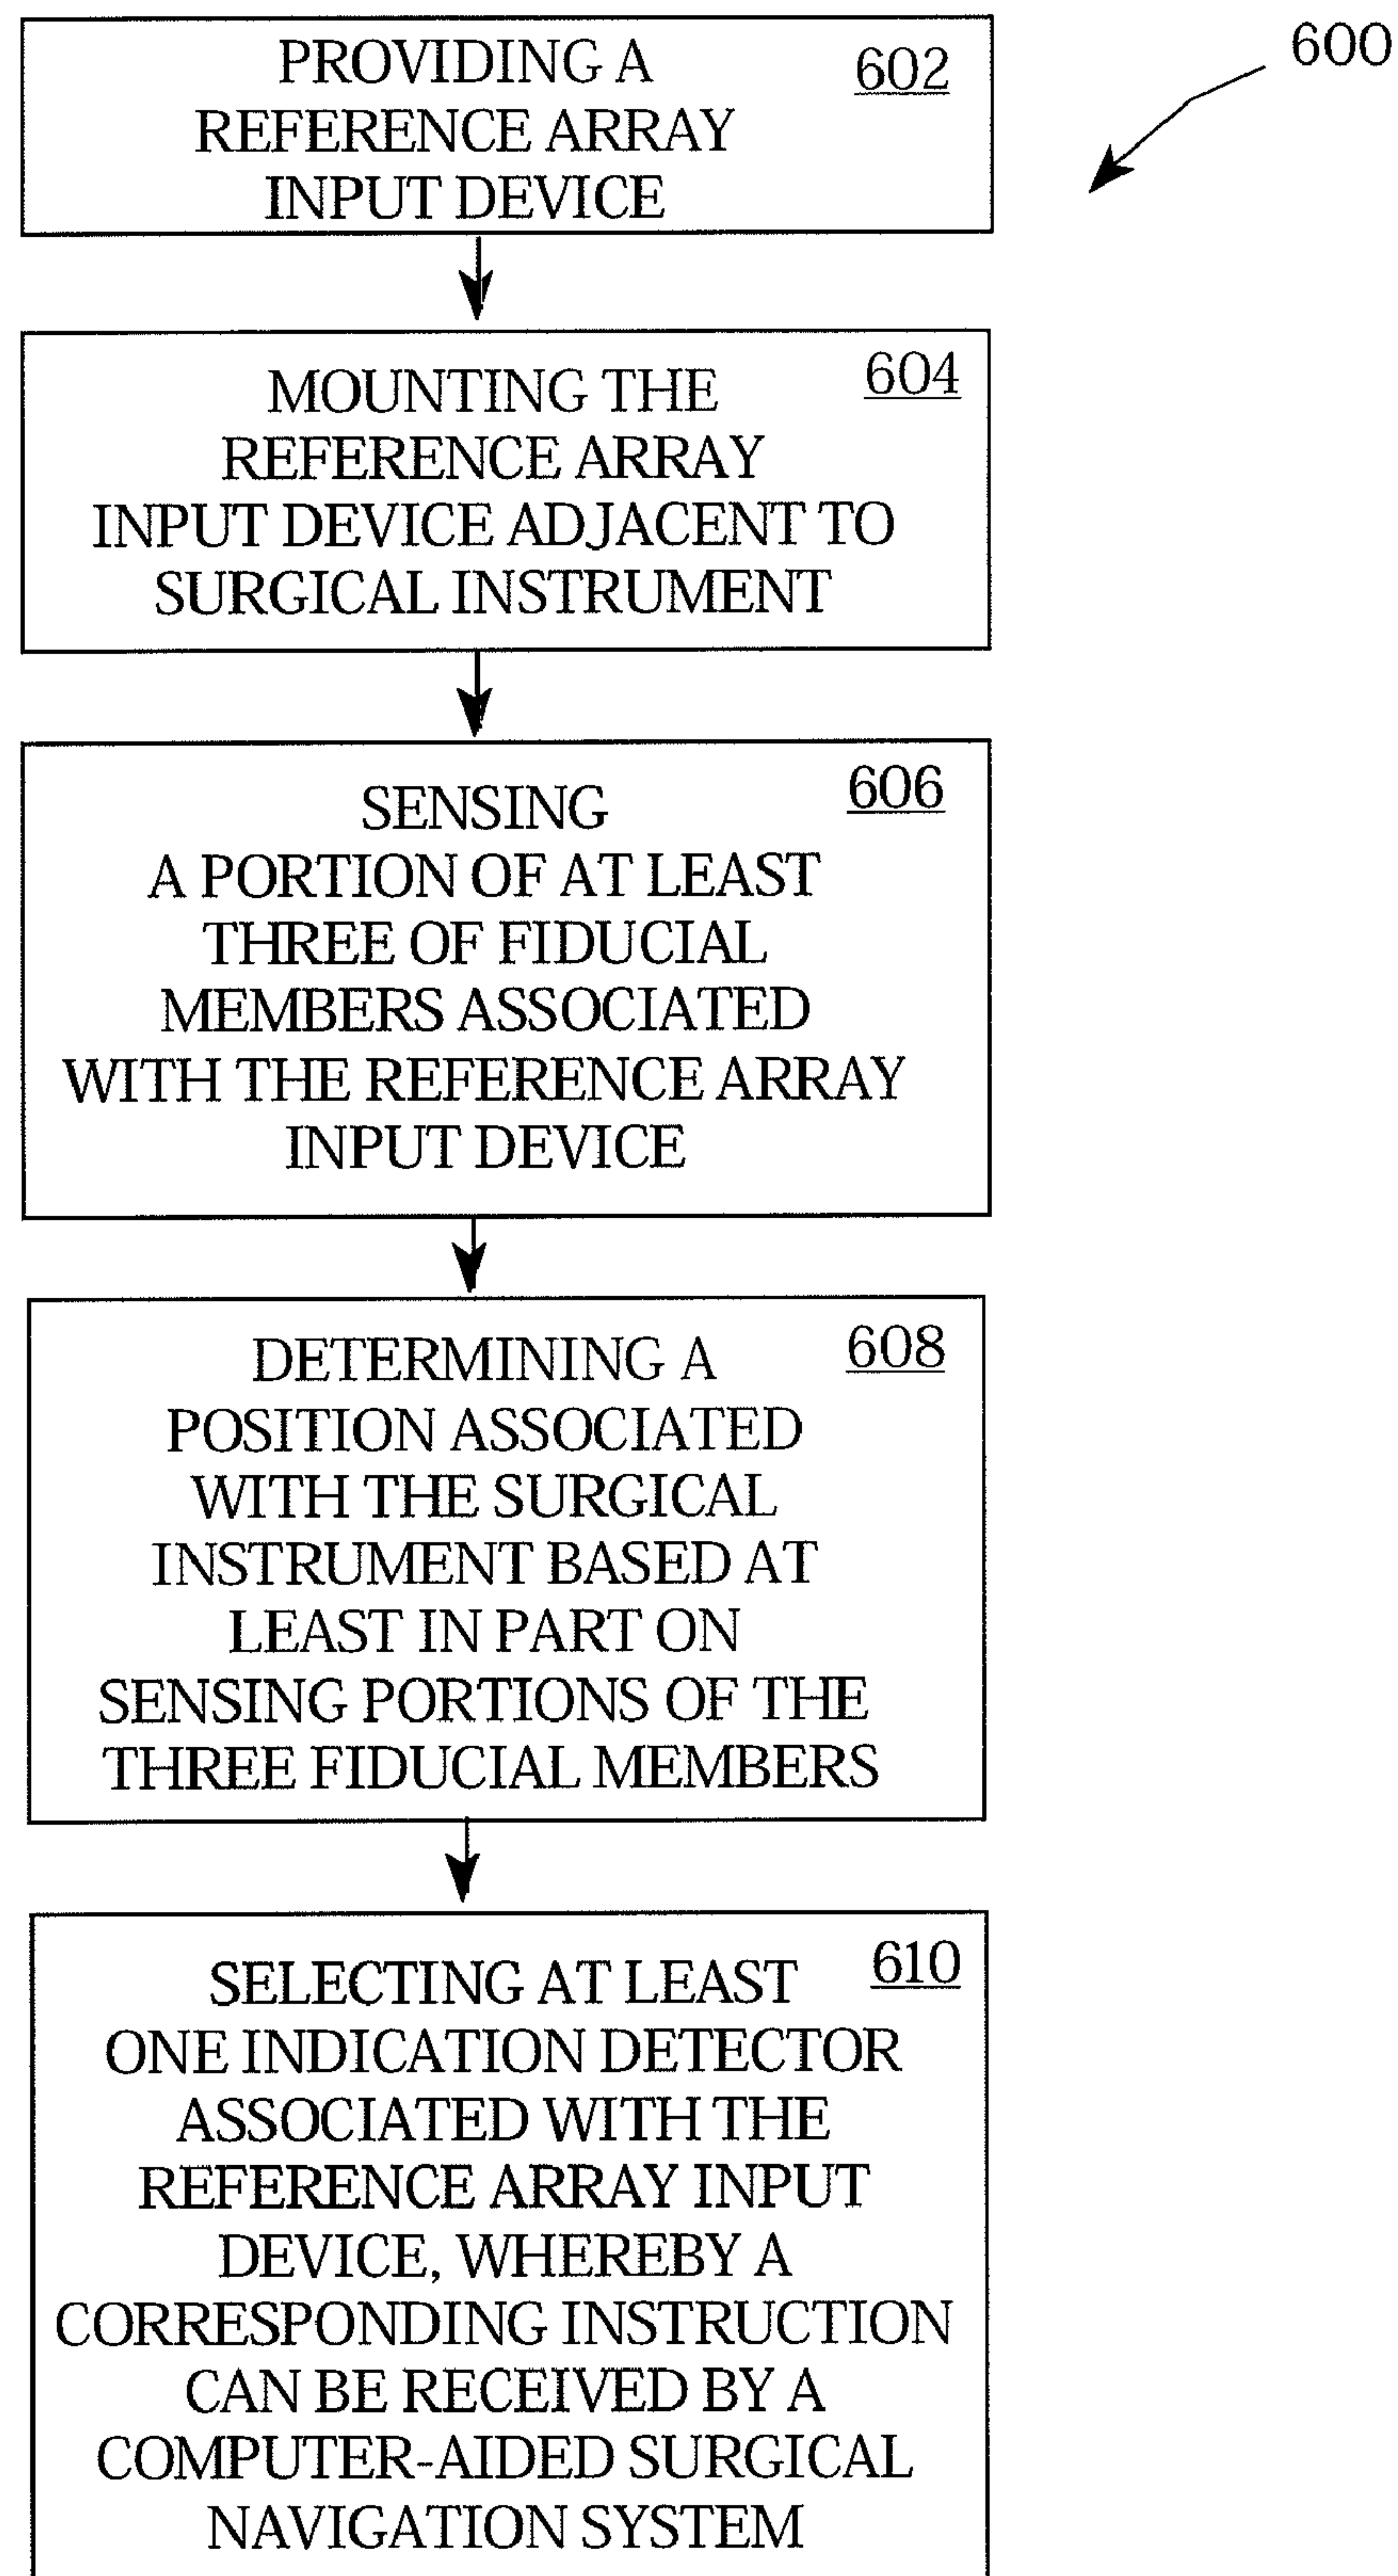 600
PROVIDING A 602
REFERENCE ARRAY
INPUT DEVICE
MOUNTING THE 604
REFERENCE ARRAY
INPUT DEVICE ADJACENT TO
SURGICAL INSTRUMENT
SENSING 606
A PORTION OF AT LEAST
THREE OF FIDUCIAL
MEMBERS ASSOCIATED
WITH THE REFERENCE ARRAY
INPUT DEVICE
DETERMINING A 608
POSITION ASSOCIATED
WITH THE SURGICAL
INSTRUMENT BASED AT
LEAST IN PART ON
SENSING PORTIONS OF THE
THREE FIDUCIAL MEMBERS
SELECTING AT LEAST 610
ONE INDICATION DETECTOR
ASSOCIATED WITH THE
REFERENCE ARRAY INPUT
DEVICE, WHEREBY A
CORRESPONDING INSTRUCTION
CAN BE RECEIVED BY A
COMPUTER-AIDED SURGICAL
NAVIGATION SYSTEM